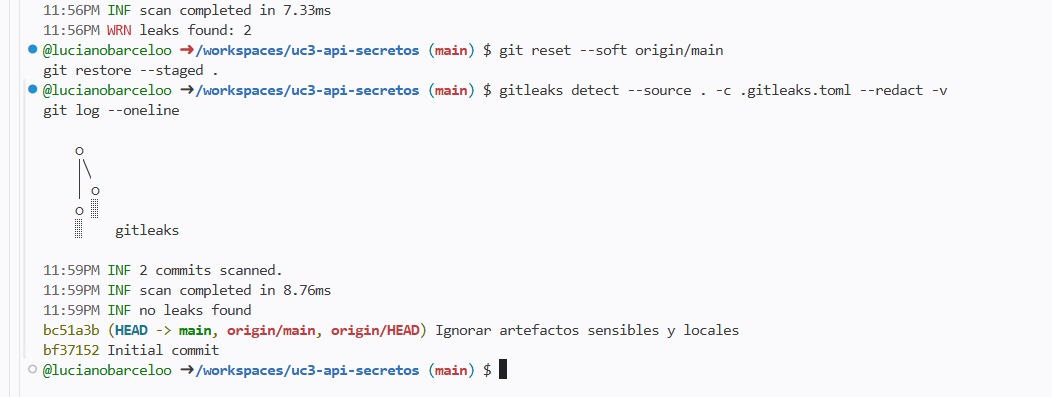 11:56PM INF scan completed in 7.33ms
11:56PM WRN leaks found: 2
@lucianobarceloo ➜/workspaces/uc3-api-secretos (main) $ git reset --soft origin/main
git restore --staged .
@lucianobarceloo ➜/workspaces/uc3-api-secretos (main) $ gitleaks detect --source . -c .gitleaks.toml --redact -v
git log --oneline
○
│╲
│ ○
○ ░
░ gitleaks
11:59PM INF 2 commits scanned.
11:59PM INF scan completed in 8.76ms
11:59PM INF no leaks found
bc51a3b (HEAD -> main, origin/main, origin/HEAD) Ignorar artefactos sensibles y locales
bf37152 Initial commit
@lucianobarceloo ➜/workspaces/uc3-api-secretos (main) $